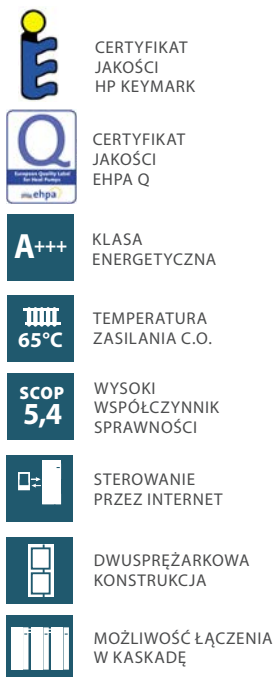 CERTYFIKAT
JAKOŚCI
HP KEYMARK
Q
European Quality Label
for Heat Pumps
ehpa
CERTYFIKAT
JAKOŚCI
EHPA Q
A+++
KLASA
ENERGETYCZNA
65°C
TEMPERATURA
ZASILANIA C.O.
SCOP
5,4
WYSOKI
WSPÓŁCZYNNIK
SPRAWNOŚCI
STEROWANIE
PRZEZ INTERNET
DWUSPRĘŻARKOWA
KONSTRUKCJA
MOŻLIWOŚĆ ŁĄCZENIA
W KASKADĘ